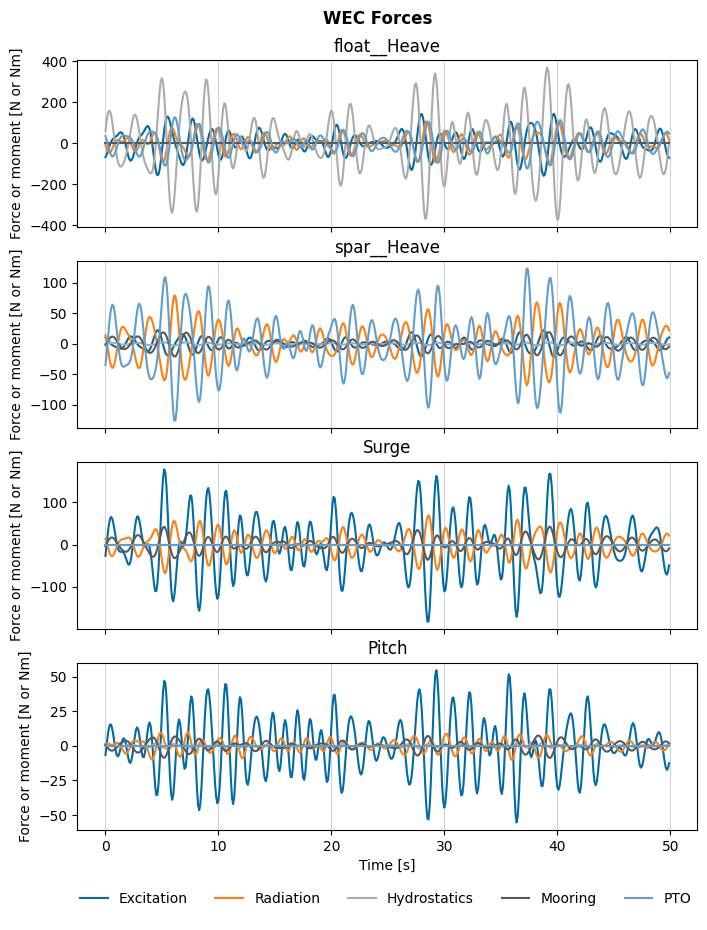 WEC Forces
float__Heave
Force or moment [N or Nm]
400
200
0
−200
−400
spar__Heave
Force or moment [N or Nm]
100
50
0
−50
−100
Surge
Force or moment [N or Nm]
100
0
−100
Pitch
Force or moment [N or Nm]
50
25
0
−25
−50
0 10 20 30 40 50
Time [s]
Excitation Radiation Hydrostatics Mooring PTO